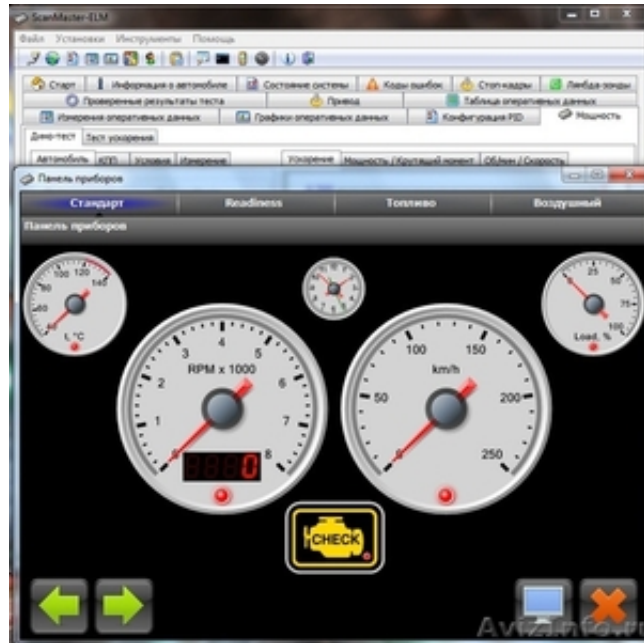 ScanMaster-ELM
Файл Установки Инструменты Помощь
Старт Информация о автомобиле Состояние системы Коды ошибок Стоп-кадры Лямбда-зонды
Проверенные результаты теста Привод Таблица оперативных данных
Измерения оперативных данных Графики оперативных данных Конфигурация PID Мощность
Дино-тест Тест ускорения
Автомобиль КПП Условия Измерение Ускорение Мощность / Крутящий момент Об/мин / Скорость
Панель приборов
Стандарт Readiness Топливо Воздушный
Панель приборов
40 60 80 100 120 140
t, °C
0 25 50 75 100
Load, %
0 1 2 3 4 5 6 7 8
RPM x 1000
0
0 50 100 150 200 250
km/h
CHECK